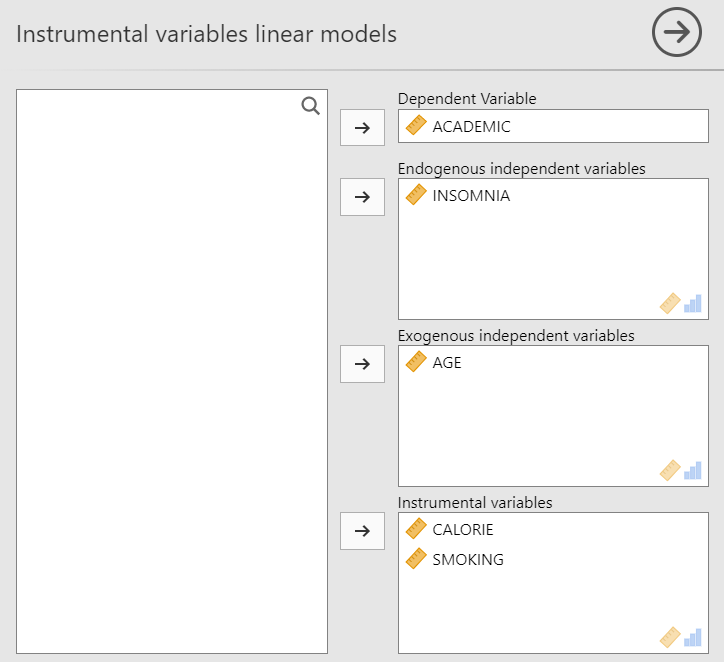 Instrumental variables linear models
Dependent Variable
ACADEMIC
Endogenous independent variables
INSOMNIA
Exogenous independent variables
AGE
Instrumental variables
CALORIE
SMOKING